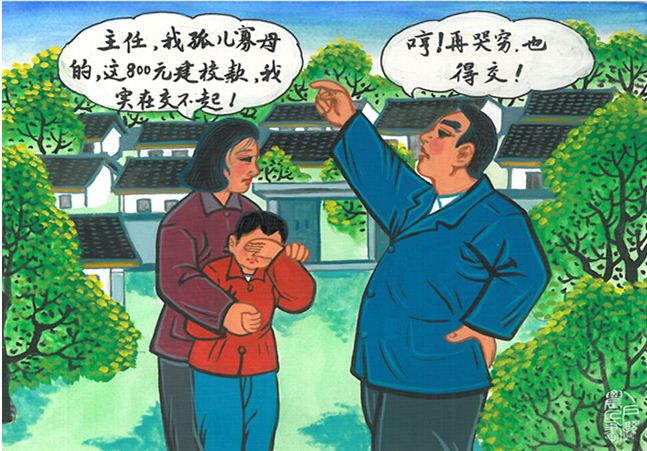 主任，我孤儿寡母
的，这800元建校款，我
实在交不起！
哼！再哭穷，也
得交！